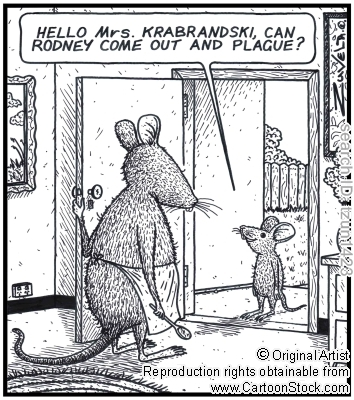 HELLO Mrs. KRABRANDSKI, CAN
RODNEY COME OUT AND PLAGUE?
© Original Artist
Reproduction rights obtainable from
www.CartoonStock.com